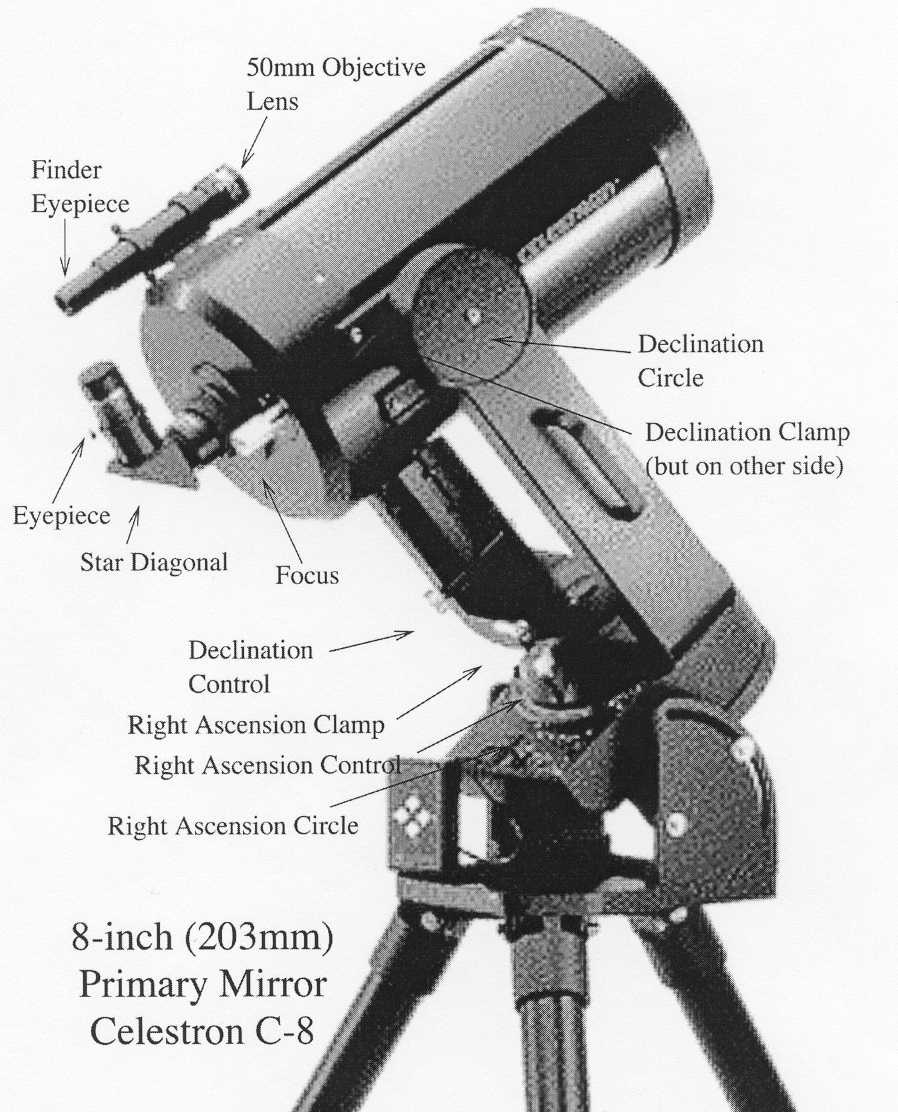 50mm Objective
Lens
Finder
Eyepiece
CELESTRON
Declination
Circle
Declination Clamp
(but on other side)
Eyepiece
Star Diagonal
Focus
Declination
Control
Right Ascension Clamp
Right Ascension Control
Right Ascension Circle
8-inch (203mm)
Primary Mirror
Celestron C-8